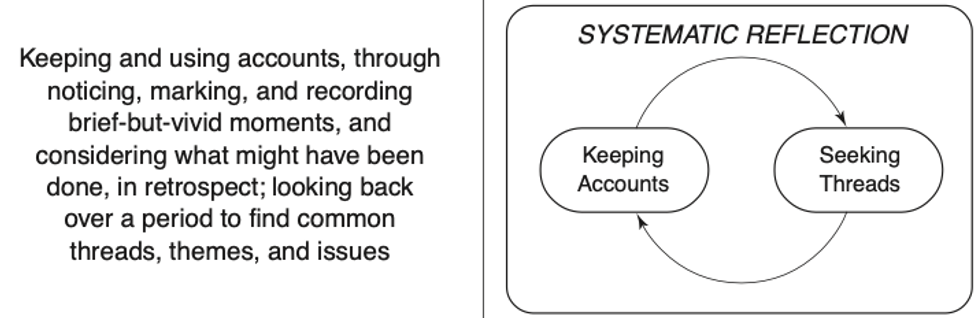 Keeping and using accounts, through
noticing, marking, and recording
brief-but-vivid moments, and
considering what might have been
done, in retrospect; looking back
over a period to find common
threads, themes, and issues
SYSTEMATIC REFLECTION
Keeping
Accounts
Seeking
Threads